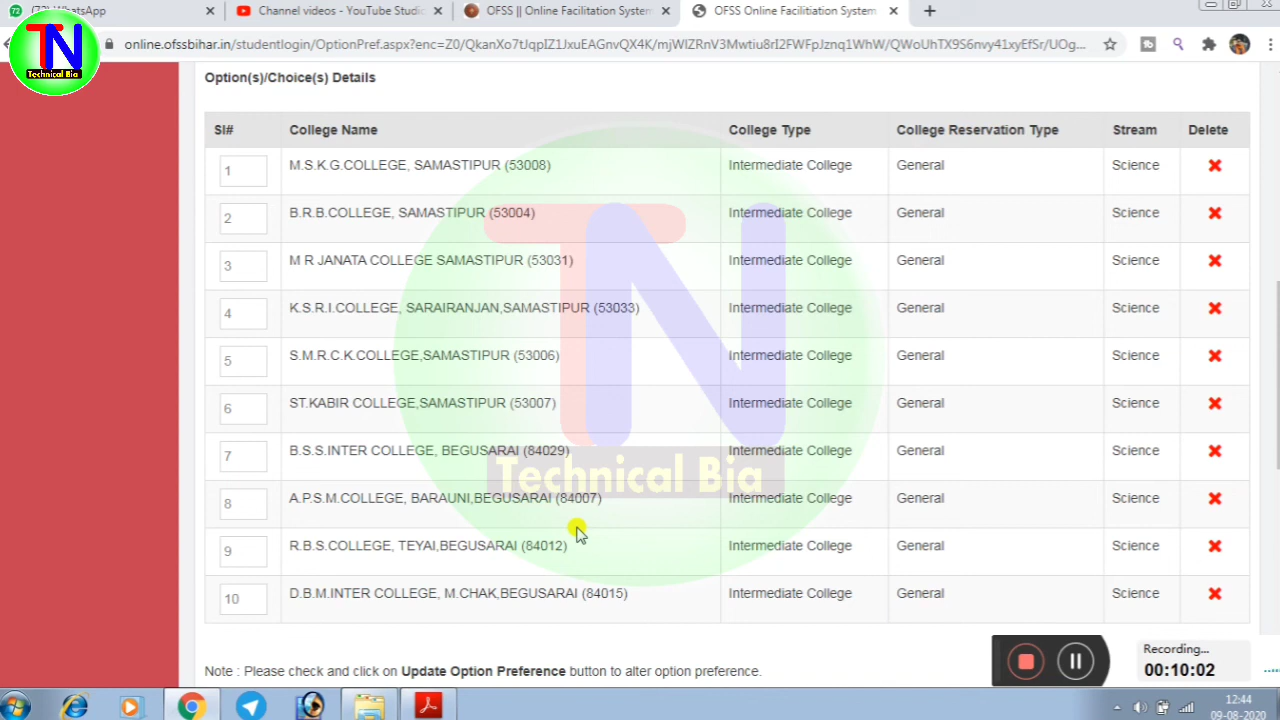 (72) WhatsApp
Channel videos - YouTube Studio
OFSS || Online Facilitation System
OFSS Online Facilitiation System
TN
Technical Bia
online.ofssbihar.in/studentlogin/OptionPref.aspx?enc=Z0/QkanXo7tJqpIZ1JxuEAGnvQX4K/mjWIZRnV3Mwtiu8rI2FWFpJznq1WhW/QWoUhTX9S6nvy41xyEfSr/UOg...
Option(s)/Choice(s) Details
Sl# College Name College Type College Reservation Type Stream Delete
1 M.S.K.G.COLLEGE, SAMASTIPUR (53008) Intermediate College General Science
2 B.R.B.COLLEGE, SAMASTIPUR (53004) Intermediate College General Science
3 M R JANATA COLLEGE SAMASTIPUR (53031) Intermediate College General Science
4 K.S.R.I.COLLEGE, SARAIRANJAN,SAMASTIPUR (53033) Intermediate College General Science
5 S.M.R.C.K.COLLEGE,SAMASTIPUR (53006) Intermediate College General Science
6 ST.KABIR COLLEGE,SAMASTIPUR (53007) Intermediate College General Science
7 B.S.S.INTER COLLEGE, BEGUSARAI (84029) Intermediate College General Science
TN
Technical Bia
8 A.P.S.M.COLLEGE, BARAUNI,BEGUSARAI (84007) Intermediate College General Science
9 R.B.S.COLLEGE, TEYAI,BEGUSARAI (84012) Intermediate College General Science
10 D.B.M.INTER COLLEGE, M.CHAK,BEGUSARAI (84015) Intermediate College General Science
Note : Please check and click on Update Option Preference button to alter option preference.
Recording...
00:10:02
12:44
09-08-2020